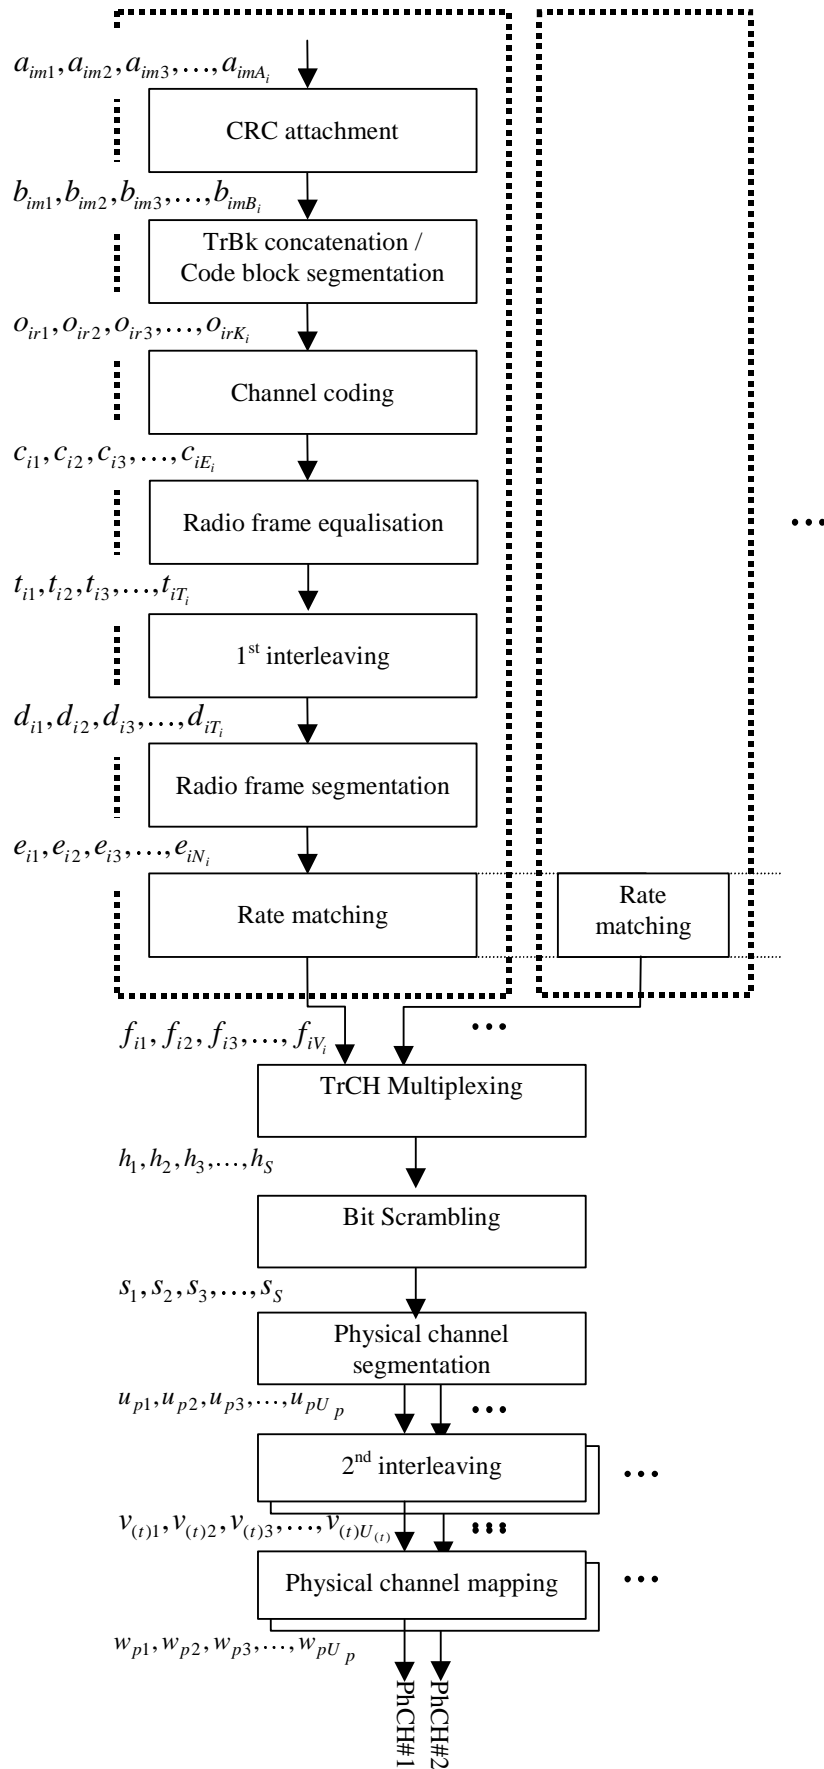 a_{im1}, a_{im2}, a_{im3}, …, a_{imA_i}
CRC attachment
b_{im1}, b_{im2}, b_{im3}, …, b_{imB_i}
TrBk concatenation /
Code block segmentation
o_{ir1}, o_{ir2}, o_{ir3}, …, o_{irK_i}
Channel coding
c_{i1}, c_{i2}, c_{i3}, …, c_{iE_i}
Radio frame equalisation
…
t_{i1}, t_{i2}, t_{i3}, …, t_{iT_i}
1^{st} interleaving
d_{i1}, d_{i2}, d_{i3}, …, d_{iT_i}
Radio frame segmentation
e_{i1}, e_{i2}, e_{i3}, …, e_{iN_i}
Rate matching
Rate
matching
f_{i1}, f_{i2}, f_{i3}, …, f_{iV_i}
…
TrCH Multiplexing
h_1, h_2, h_3, …, h_S
Bit Scrambling
s_1, s_2, s_3, …, s_S
Physical channel
segmentation
u_{p1}, u_{p2}, u_{p3}, …, u_{pU_p}
…
2^{nd} interleaving
…
v_{(t)1}, v_{(t)2}, v_{(t)3}, …, v_{(t)U_{(t)}}
…
Physical channel mapping
…
w_{p1}, w_{p2}, w_{p3}, …, w_{pU_p}
PhCH#1
PhCH#2